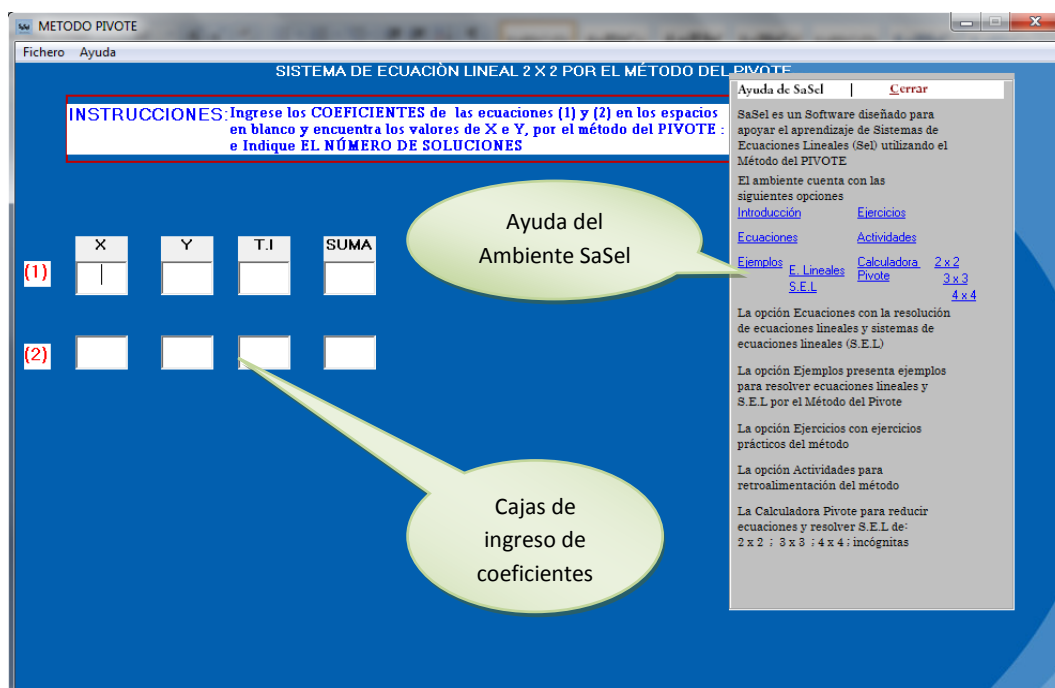 METODO PIVOTE
Fichero Ayuda
SISTEMA DE ECUACIÒN LINEAL 2 X 2 POR EL MÉTODO DEL PIVOTE
INSTRUCCIONES: Ingrese los COEFICIENTES de las ecuaciones (1) y (2) en los espacios
en blanco y encuentra los valores de X e Y, por el método del PIVOTE :
e Indique EL NÚMERO DE SOLUCIONES
X Y T.I SUMA
(1)
(2)
Ayuda del
Ambiente SaSel
Cajas de
ingreso de
coeficientes
Ayuda de SaSel Cerrar
SaSel es un Software diseñado para
apoyar el aprendizaje de Sistemas de
Ecuaciones Lineales (Sel) utilizando el
Método del PIVOTE
El ambiente cuenta con las
siguientes opciones
Introducción Ejercicios
Ecuaciones Actividades
Ejemplos E. Lineales S.E.L
Calculadora Pivote 2 x 2
3 x 3
4 x 4
La opción Ecuaciones con la resolución
de ecuaciones lineales y sistemas de
ecuaciones lineales (S.E.L)
La opción Ejemplos presenta ejemplos
para resolver ecuaciones lineales y
S.E.L por el Método del Pivote
La opción Ejercicios con ejercicios
prácticos del método
La opción Actividades para
retroalimentación del método
La Calculadora Pivote para reducir
ecuaciones y resolver S.E.L de:
2 x 2 ; 3 x 3 ; 4 x 4 ; incógnitas